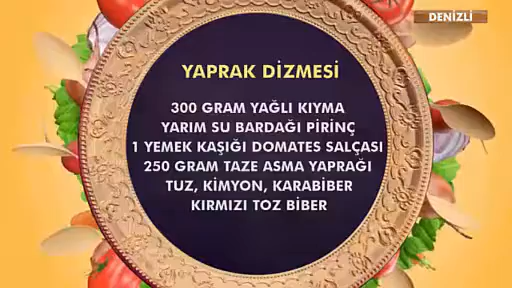 DENİZLİ
YAPRAK DİZMESİ
300 GRAM YAĞLI KIYMA
YARIM SU BARDAĞI PİRİNÇ
1 YEMEK KAŞIĞI DOMATES SALÇASI
250 GRAM TAZE ASMA YAPRAĞI
TUZ, KİMYON, KARABİBER
KIRMIZI TOZ BİBER